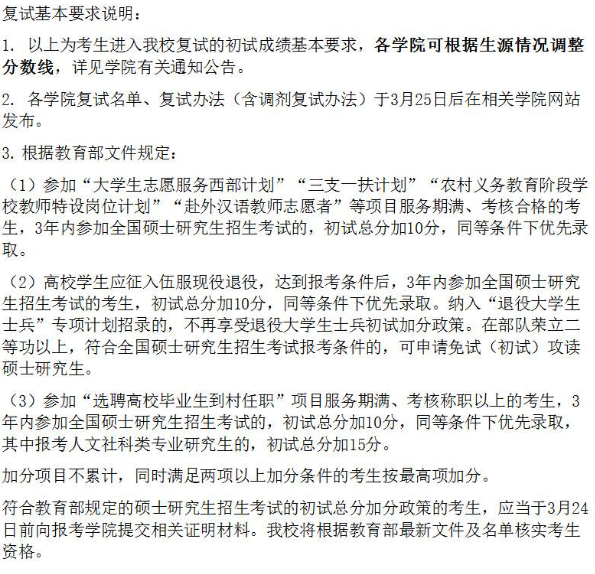 复试基本要求说明：
1. 以上为考生进入我校复试的初试成绩基本要求，各学院可根据生源情况调整
分数线，详见学院有关通知公告。
2. 各学院复试名单、复试办法（含调剂复试办法）于3月25日后在相关学院网站
发布。
3. 根据教育部文件规定：
（1）参加“大学生志愿服务西部计划”“三支一扶计划”“农村义务教育阶段学
校教师特设岗位计划”“赴外汉语教师志愿者”等项目服务期满、考核合格的考
生，3年内参加全国硕士研究生招生考试的，初试总分加10分，同等条件下优先录
取。
（2）高校学生应征入伍服现役退役，达到报考条件后，3年内参加全国硕士研究
生招生考试的考生，初试总分加10分，同等条件下优先录取。纳入“退役大学生
士兵”专项计划招录的，不再享受退役大学生士兵初试加分政策。在部队荣立二
等功以上，符合全国硕士研究生招生考试报考条件的，可申请免试（初试）攻读
硕士研究生。
（3）参加“选聘高校毕业生到村任职”项目服务期满、考核称职以上的考生，3
年内参加全国硕士研究生招生考试的，初试总分加10分，同等条件下优先录取，
其中报考人文社科类专业研究生的，初试总分加15分。
加分项目不累计，同时满足两项以上加分条件的考生按最高项加分。
符合教育部规定的硕士研究生招生考试的初试总分加分政策的考生，应当于3月24
日前向报考学院提交相关证明材料。我校将根据教育部最新文件及名单核实考生
资格。